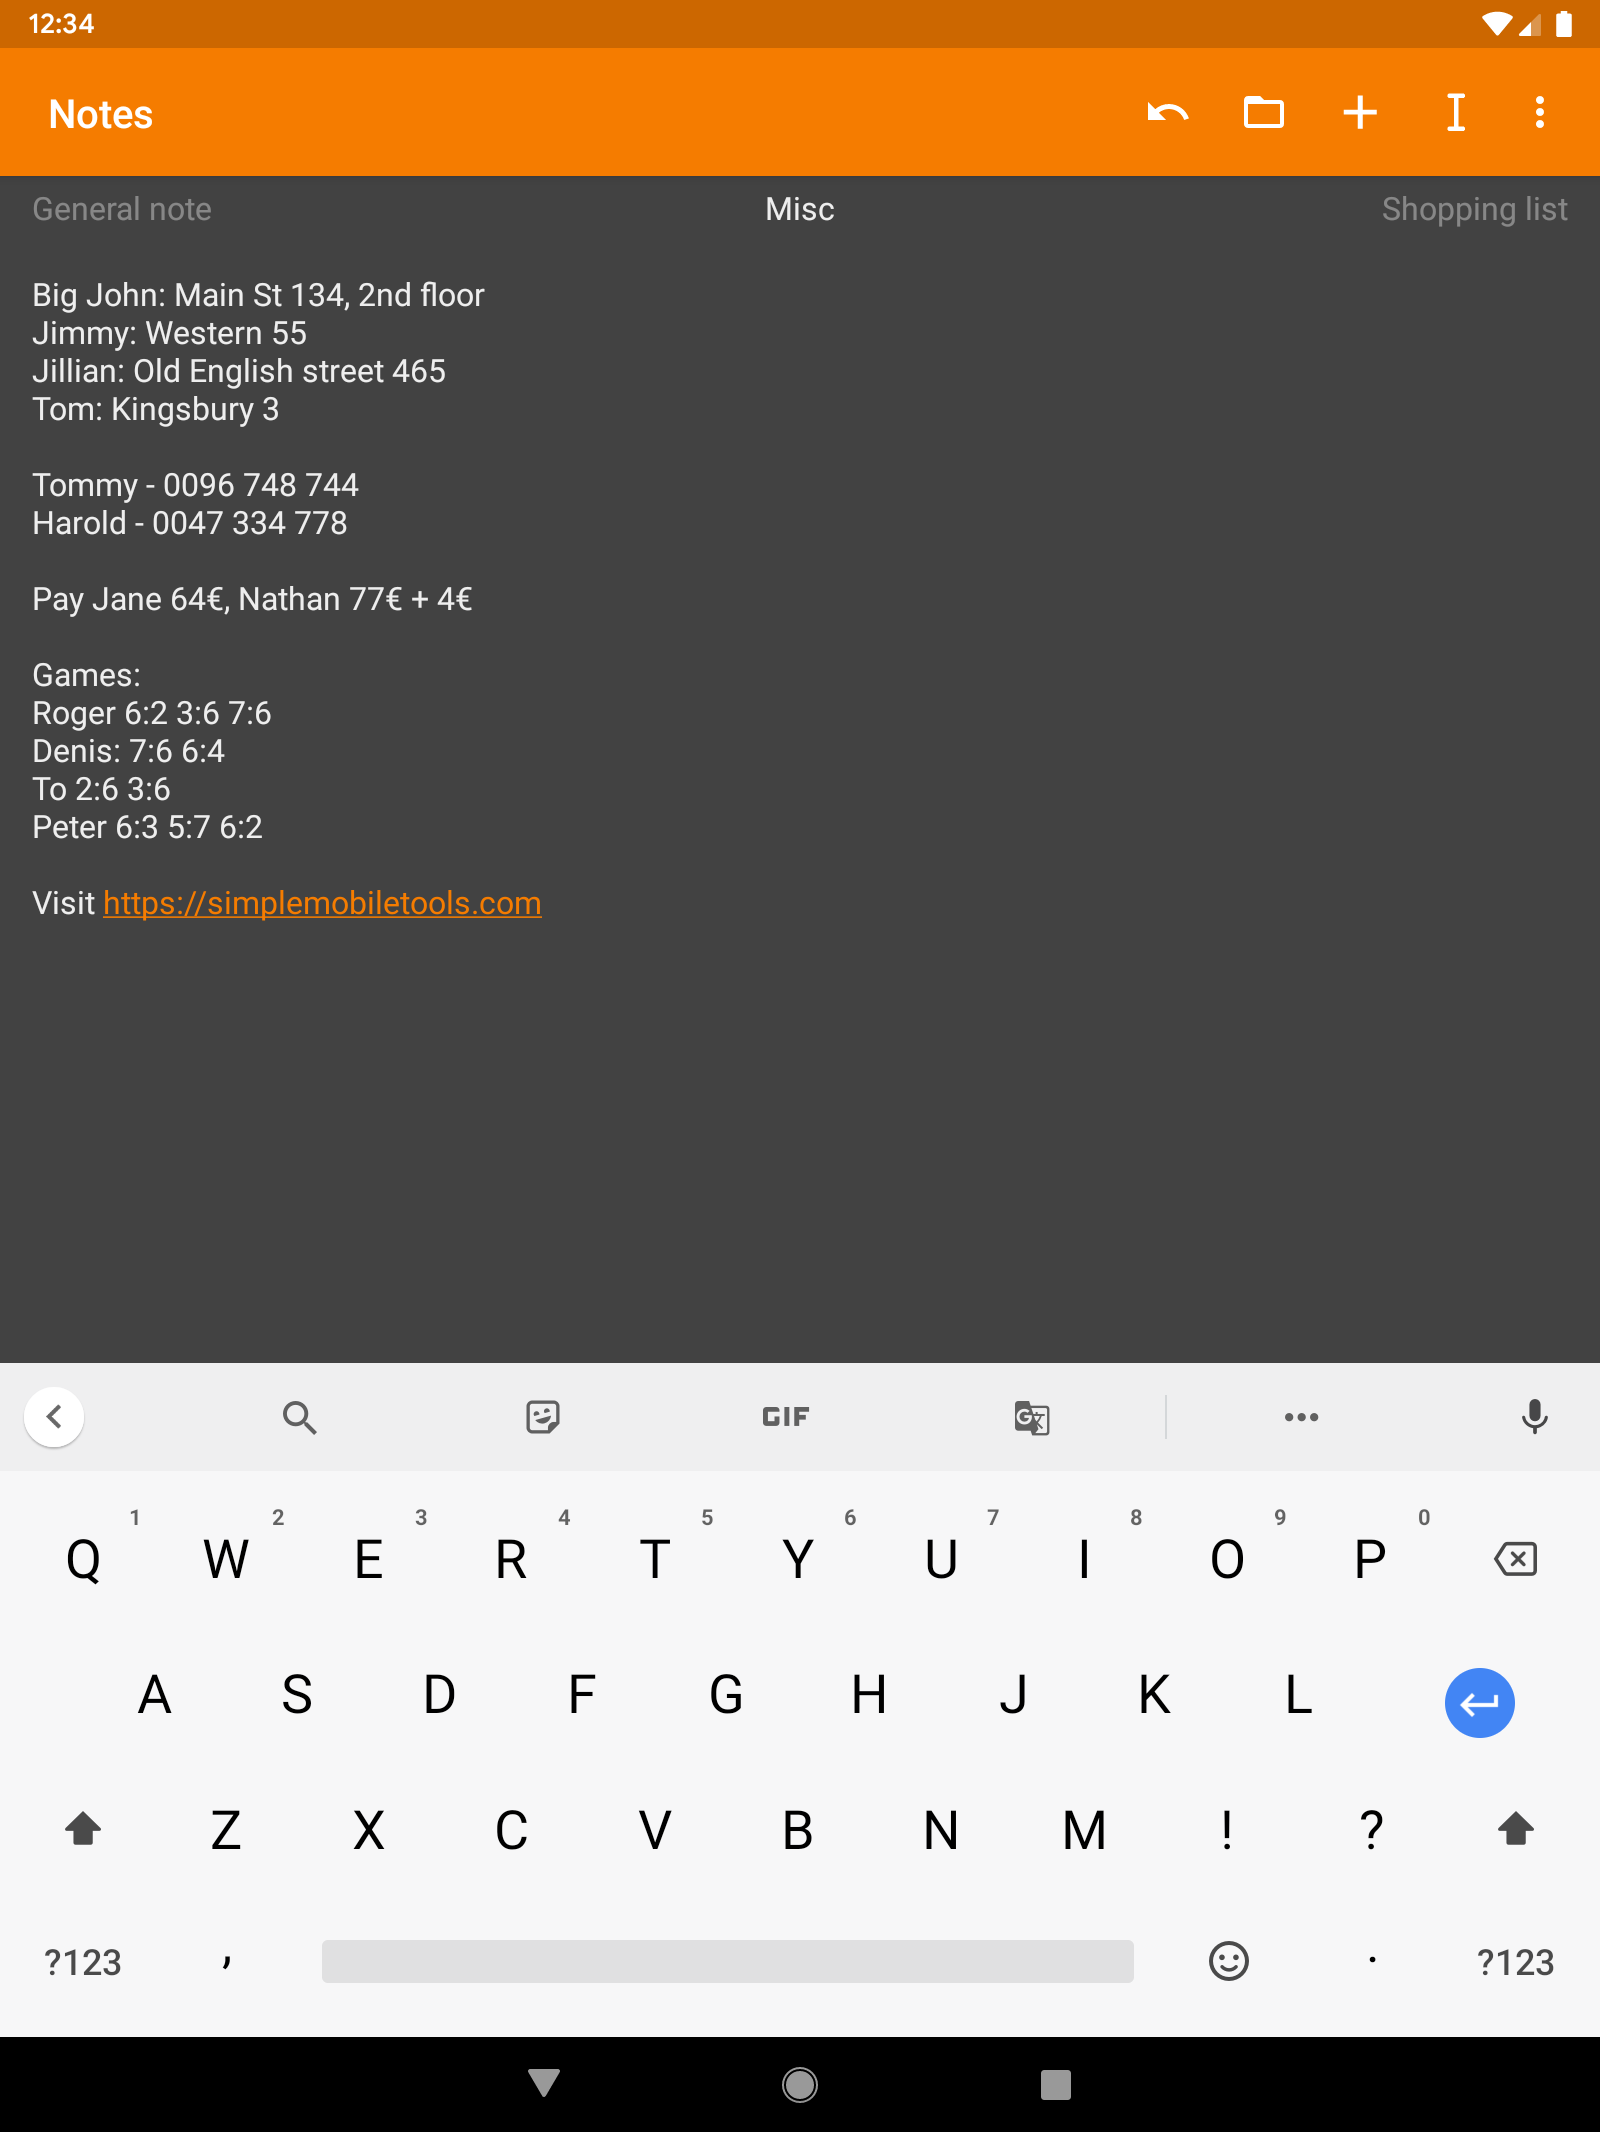 12:34
Notes
General note Misc Shopping list
Big John: Main St 134, 2nd floor
Jimmy: Western 55
Jillian: Old English street 465
Tom: Kingsbury 3
Tommy - 0096 748 744
Harold - 0047 334 778
Pay Jane 64€, Nathan 77€ + 4€
Games:
Roger 6:2 3:6 7:6
Denis: 7:6 6:4
To 2:6 3:6
Peter 6:3 5:7 6:2
Visit https://simplemobiletools.com
GIF
1 2 3 4 5 6 7 8 9 0
Q W E R T Y U I O P
A S D F G H J K L
Z X C V B N M ! ?
?123 , . ?123